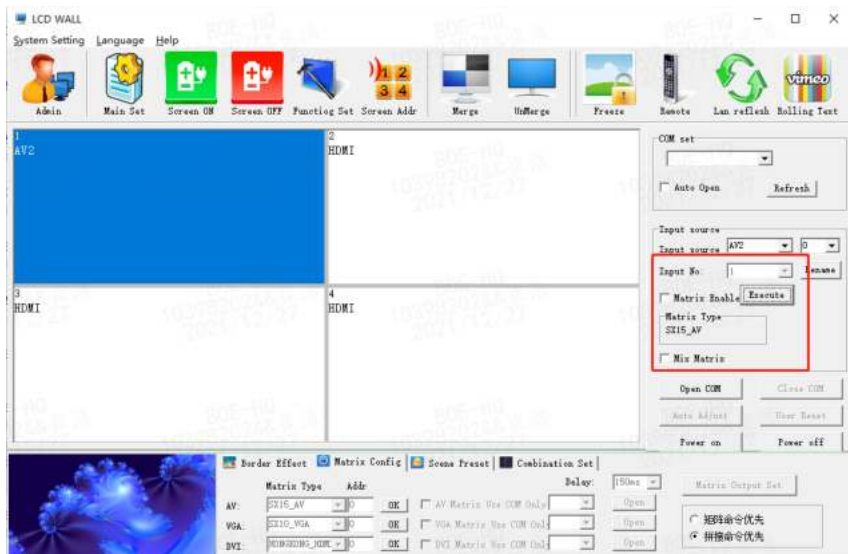 LCD WALL
System Setting Language Help
Admin Main Set Screen ON Screen OFF Functiog Set Screen Addr Merge UnMerge Freeze Remote Lan reflesh Rolling Text
vimeo
1 2
3 4
1
AV2
2
HDMI
3
HDMI
4
HDMI
COM set
Auto Open Refresh
Input source
Input source AV2 0
Input No: 1 Rename
Matrix Enable Execute
Matrix Type
SX15_AV
Mix Matrix
Open COM Close COM
Auto Adjust User Reset
Power on Power off
Border Effect Matrix Config Scene Preset Combination Set
Matrix Type Addr Delay: 150ms Matrix Output Set
AV: SX15_AV 0 OK AV Matrix Use COM Only Open
VGA: SX10_VGA 0 OK VGA Matrix Use COM Only Open
DVI: 0 OK DVI Matrix Use COM Only Open
矩阵命令优先
拼接命令优先